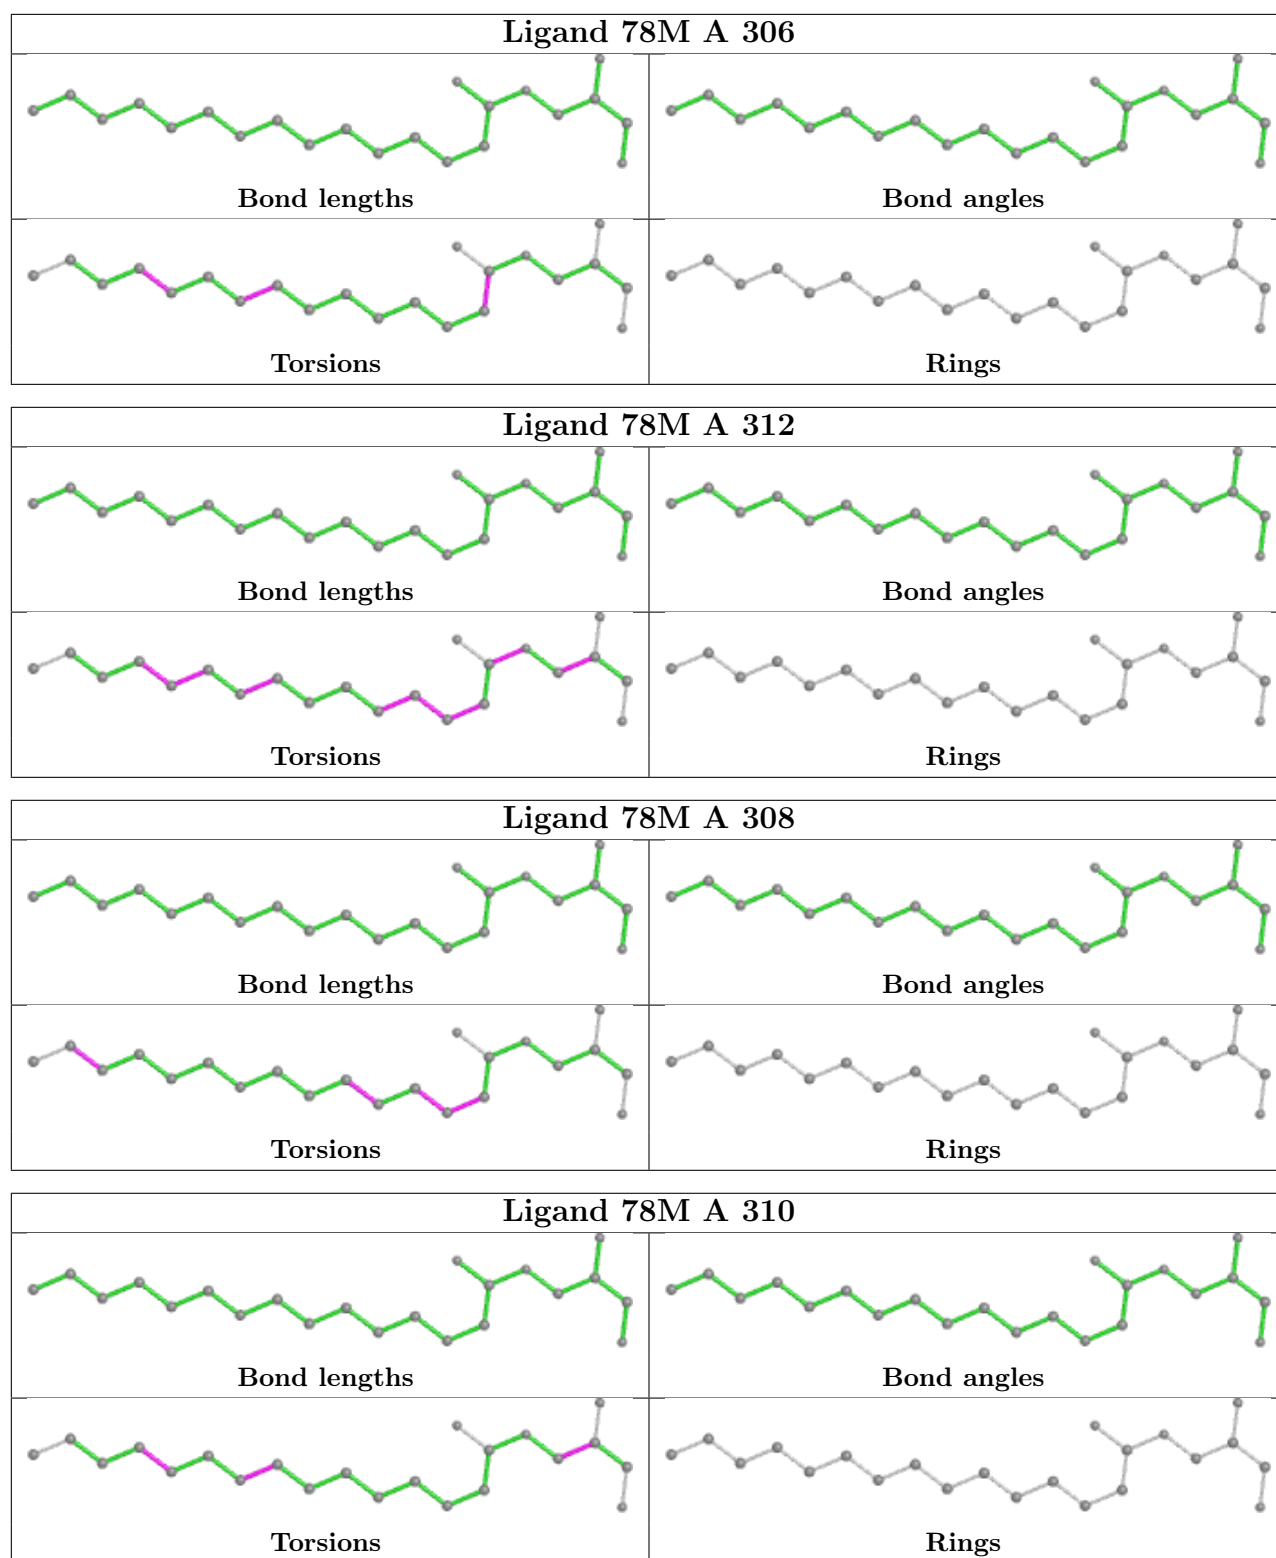 Ligand 78M A 306
Bond lengths
Bond angles
Torsions
Rings
Ligand 78M A 312
Bond lengths
Bond angles
Torsions
Rings
Ligand 78M A 308
Bond lengths
Bond angles
Torsions
Rings
Ligand 78M A 310
Bond lengths
Bond angles
Torsions
Rings